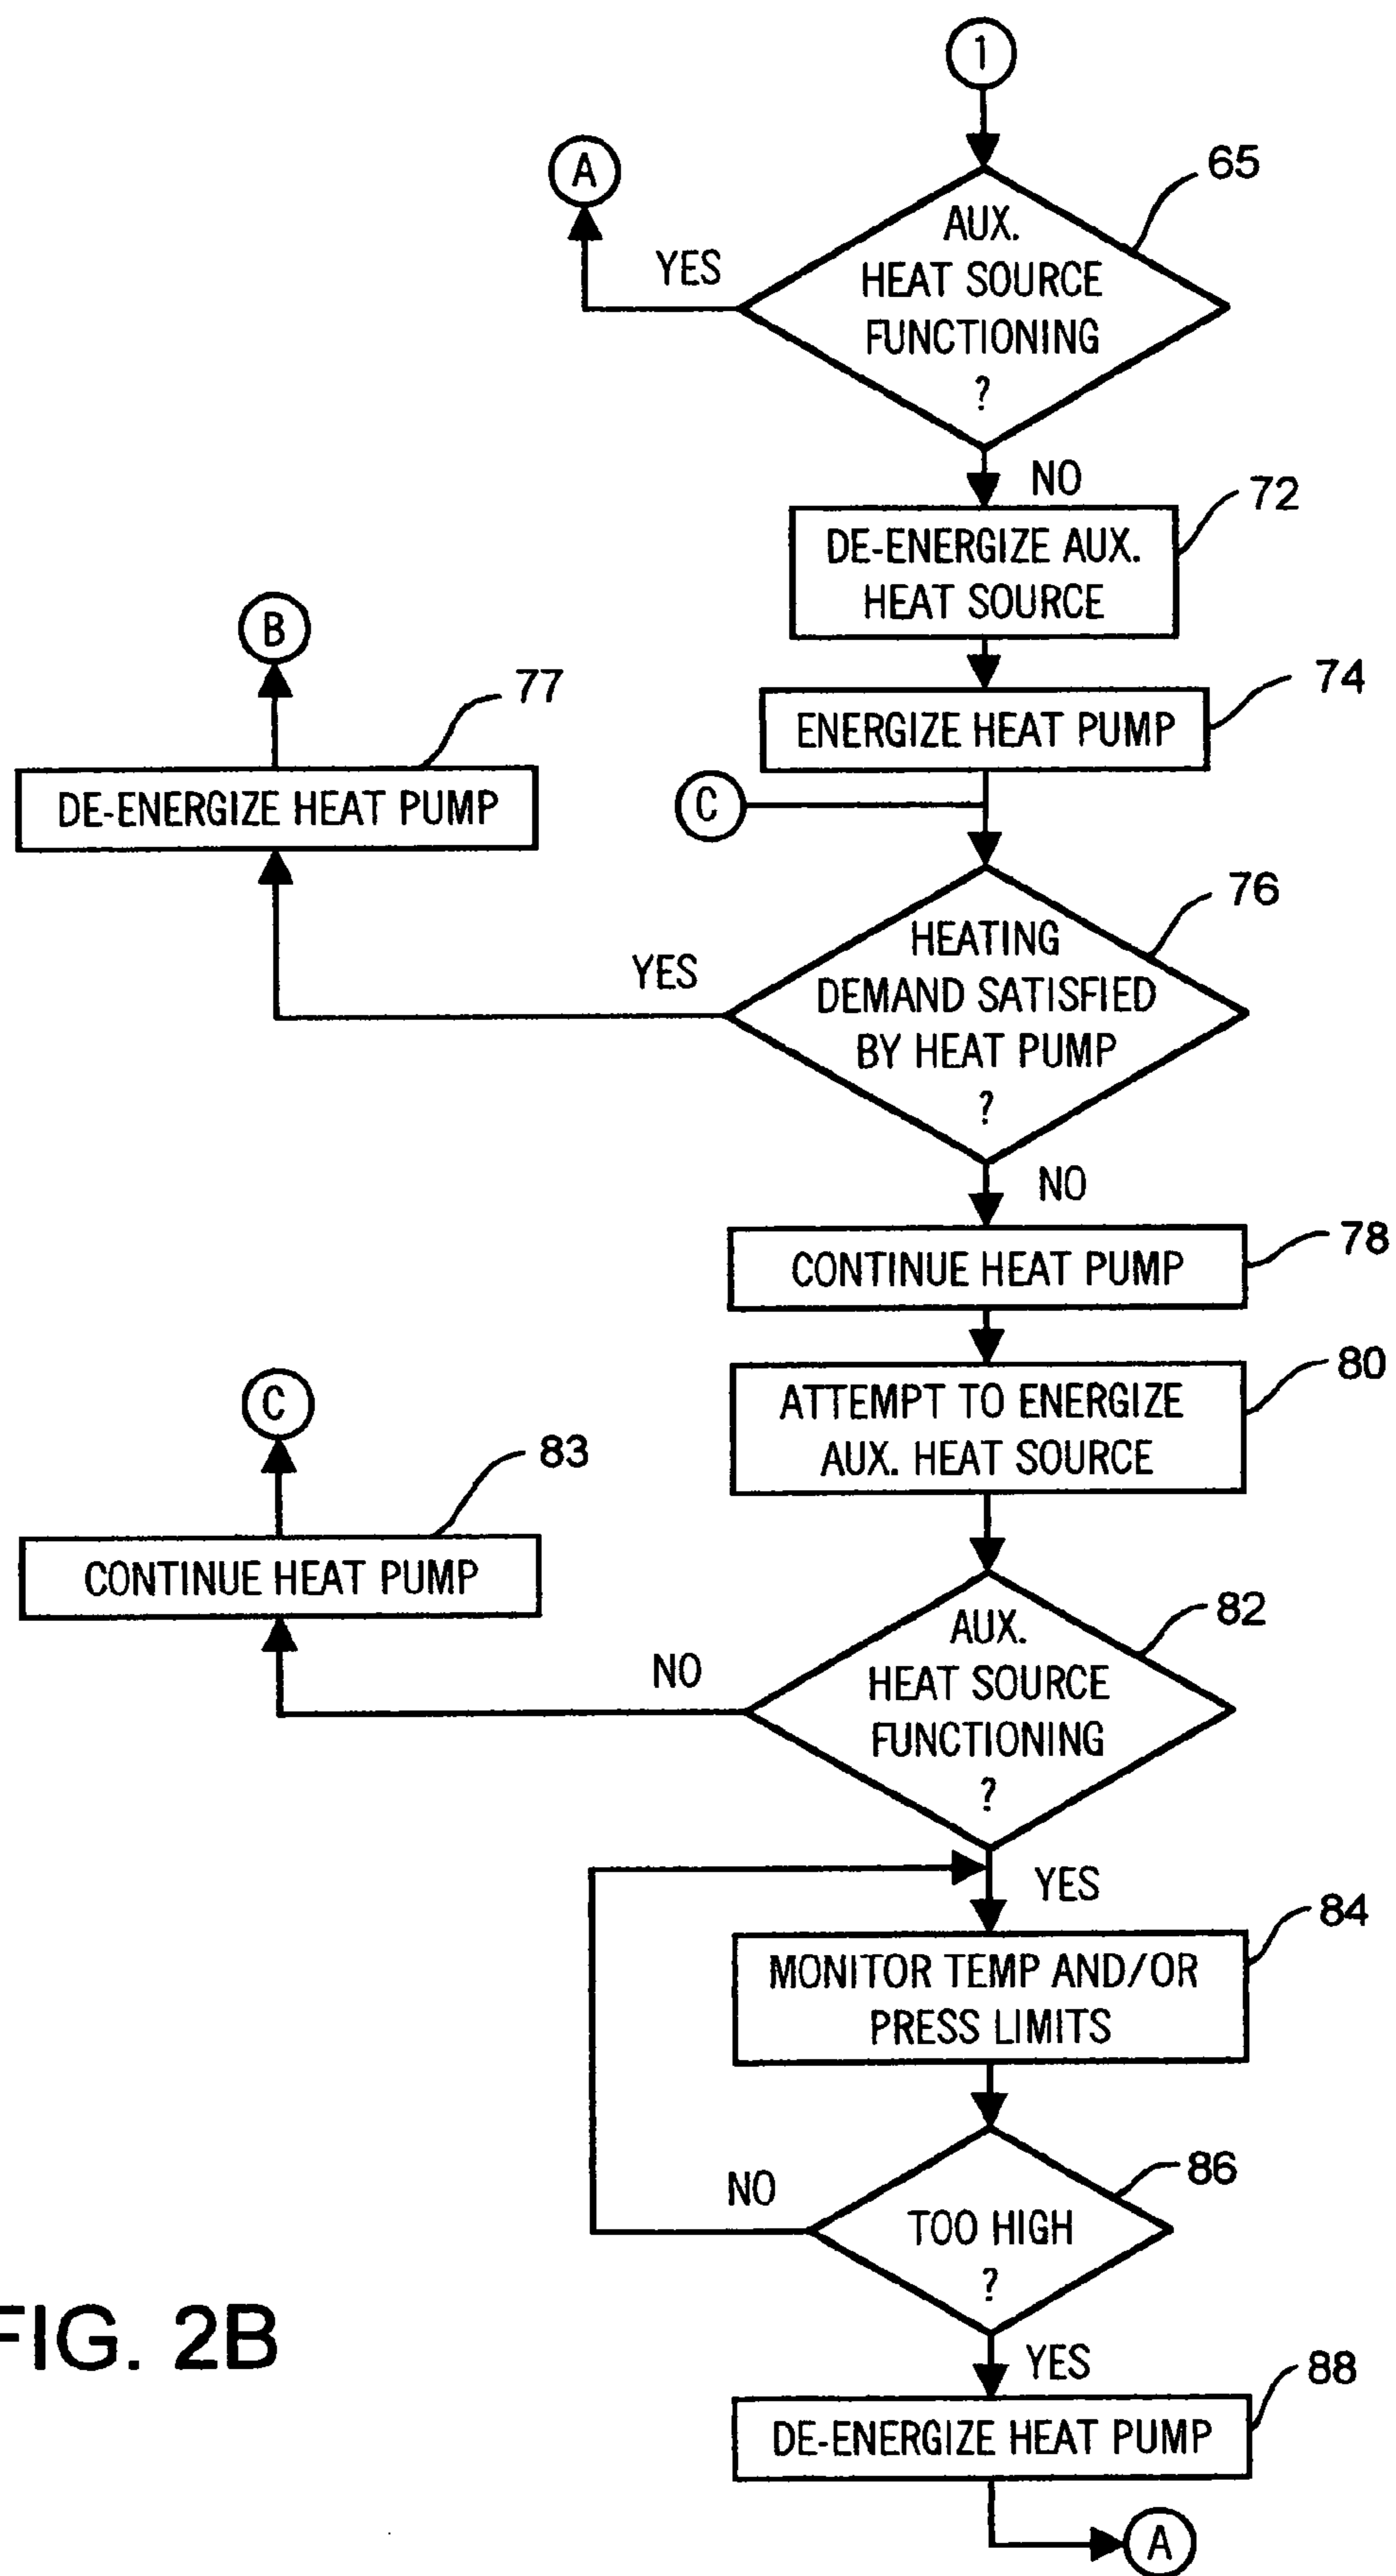 1
A
65
AUX.
HEAT SOURCE
FUNCTIONING
?
YES
NO
72
DE-ENERGIZE AUX.
HEAT SOURCE
B
77
74
ENERGIZE HEAT PUMP
DE-ENERGIZE HEAT PUMP
C
76
HEATING
DEMAND SATISFIED
BY HEAT PUMP
?
YES
NO
78
CONTINUE HEAT PUMP
80
ATTEMPT TO ENERGIZE
AUX. HEAT SOURCE
C
83
CONTINUE HEAT PUMP
82
AUX.
HEAT SOURCE
FUNCTIONING
?
NO
YES
84
MONITOR TEMP AND/OR
PRESS LIMITS
86
TOO HIGH
?
NO
YES
88
DE-ENERGIZE HEAT PUMP
A
FIG. 2B